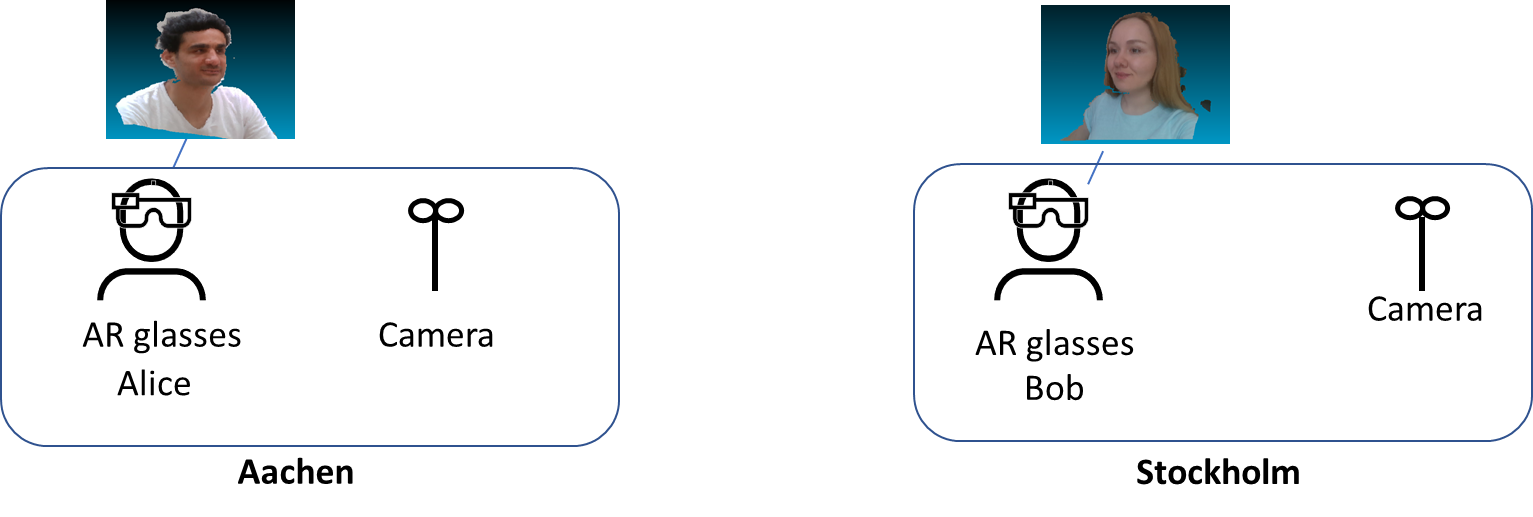 AR glasses
Alice
Camera
Aachen
AR glasses
Bob
Camera
Stockholm